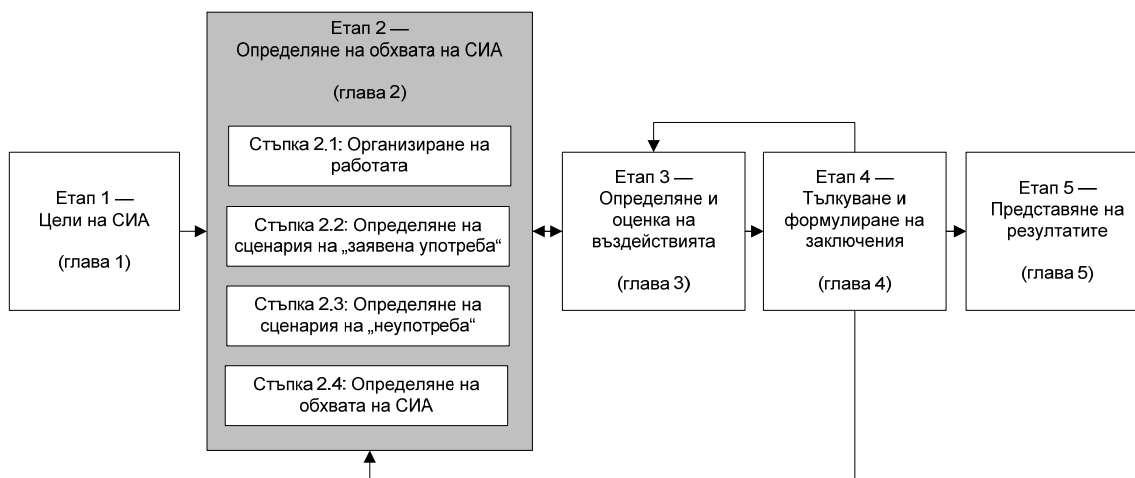 Етап 1 —
Цели на СИА
(глава 1)
Етап 2 —
Определяне на обхвата на СИА
(глава 2)
Стъпка 2.1: Организиране на
работата
Стъпка 2.2: Определяне на
сценария на „заявена употреба“
Стъпка 2.3: Определяне на
сценария на „неупотреба“
Стъпка 2.4: Определяне на
обхвата на СИА
Етап 3 —
Определяне и
оценка на
въздействията
(глава 3)
Етап 4 —
Тълкуване и
формулиране на
заключения
(глава 4)
Етап 5 —
Представяне на
резултатите
(глава 5)